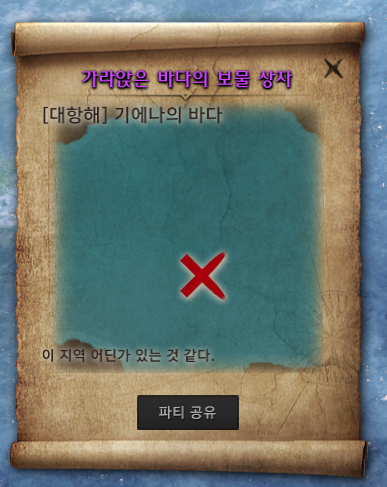 가라앉은 바다의 보물 상자
[대항해] 기에나의 바다
이 지역 어딘가 있는 것 같다.
파티 공유